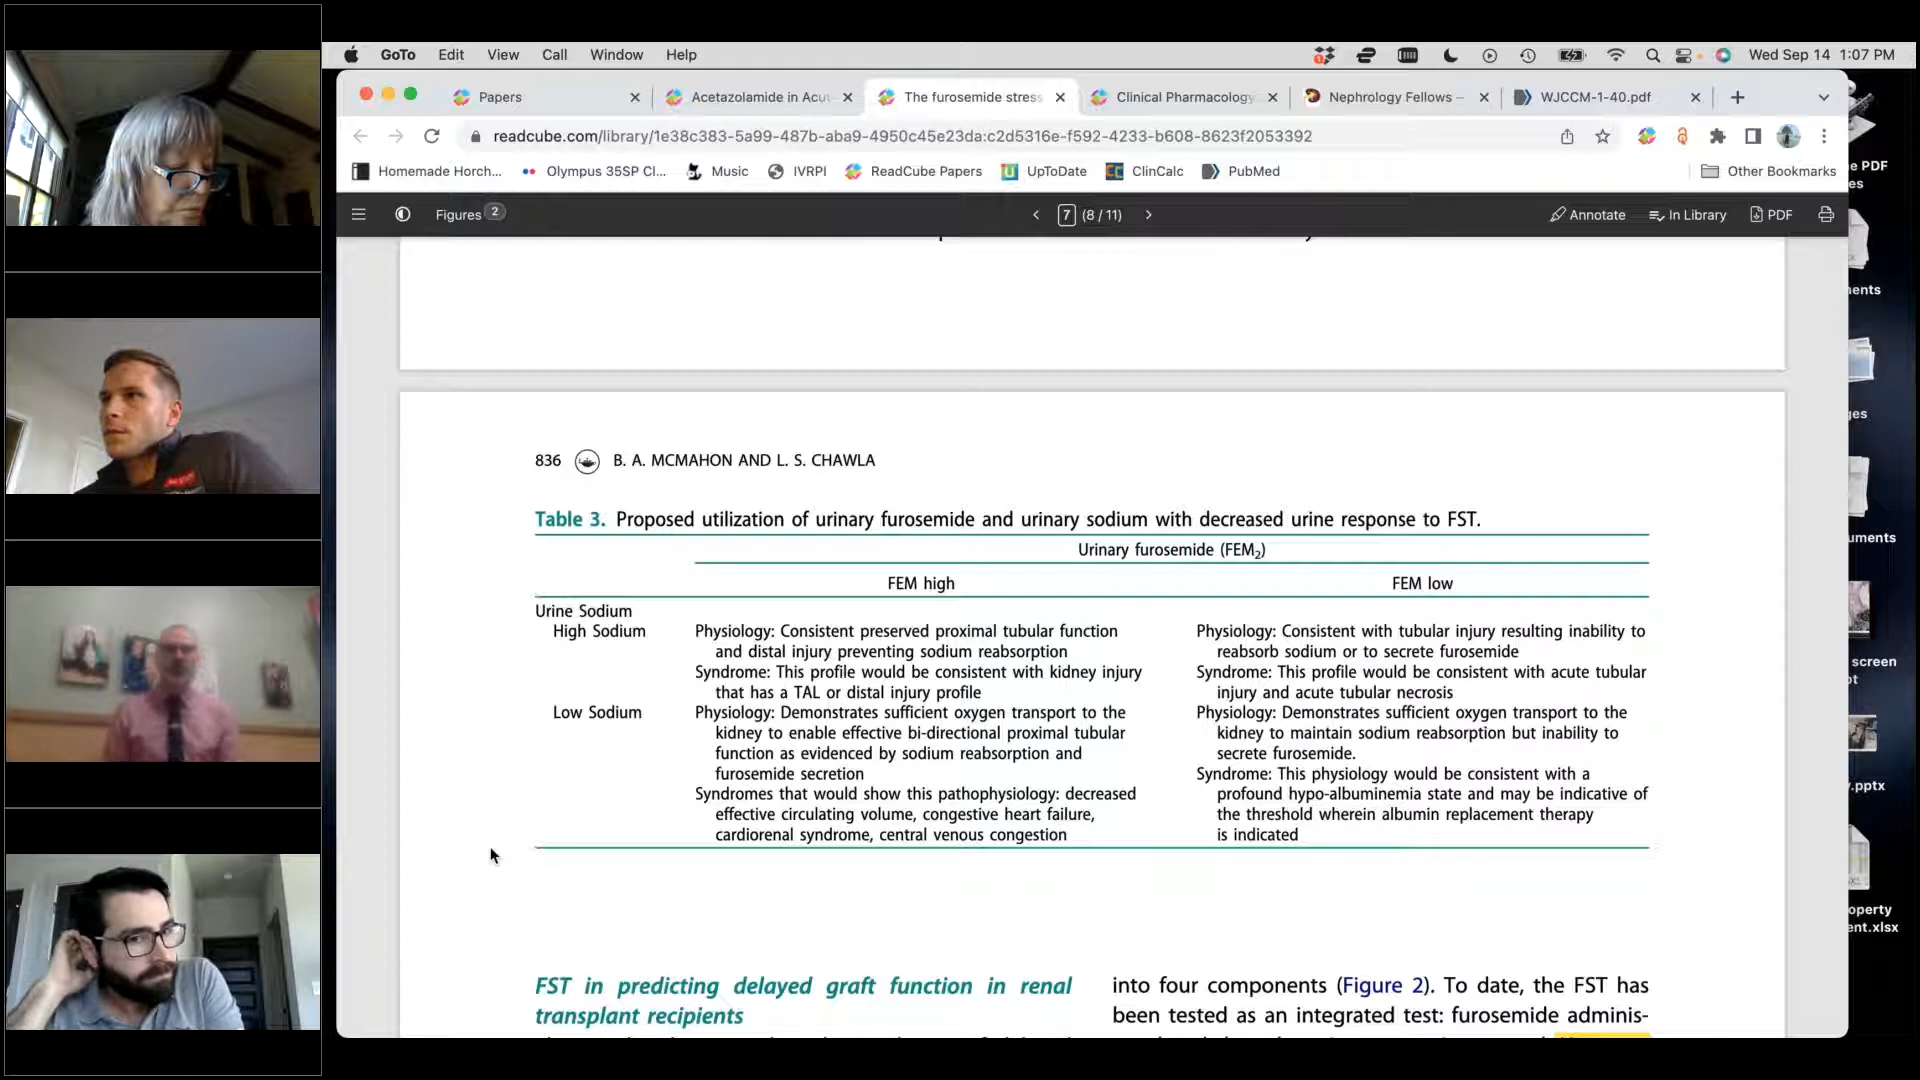 GoTo Edit View Call Window Help Wed Sep 14 1:07 PM
Papers Acetazolamide in Acut The furosemide stress Clinical Pharmacology Nephrology Fellows – WJCCM-1-40.pdf
readcube.com/library/1e38c383-5a99-487b-aba9-4950c45e23da:c2d5316e-f592-4233-b608-8623f2053392
Homemade Horch... Olympus 35SP Cl... Music IVRPI ReadCube Papers UpToDate ClinCalc PubMed Other Bookmarks
Figures 2 7 (8 / 11) Annotate In Library PDF
836 B. A. MCMAHON AND L. S. CHAWLA
Table 3. Proposed utilization of urinary furosemide and urinary sodium with decreased urine response to FST.
Urinary furosemide (FEM2)
FEM high FEM low
Urine Sodium
High Sodium
Physiology: Consistent preserved proximal tubular function
and distal injury preventing sodium reabsorption
Syndrome: This profile would be consistent with kidney injury
that has a TAL or distal injury profile
Physiology: Consistent with tubular injury resulting inability to
reabsorb sodium or to secrete furosemide
Syndrome: This profile would be consistent with acute tubular
injury and acute tubular necrosis
Low Sodium
Physiology: Demonstrates sufficient oxygen transport to the
kidney to enable effective bi-directional proximal tubular
function as evidenced by sodium reabsorption and
furosemide secretion
Syndromes that would show this pathophysiology: decreased
effective circulating volume, congestive heart failure,
cardiorenal syndrome, central venous congestion
Physiology: Demonstrates sufficient oxygen transport to the
kidney to maintain sodium reabsorption but inability to
secrete furosemide.
Syndrome: This physiology would be consistent with a
profound hypo-albuminemia state and may be indicative of
the threshold wherein albumin replacement therapy
is indicated
FST in predicting delayed graft function in renal
transplant recipients
into four components (Figure 2). To date, the FST has
been tested as an integrated test: furosemide adminis-
e PDF
es
ents
ges
uments
screen
ot
y.pptx
operty
ent.xlsx